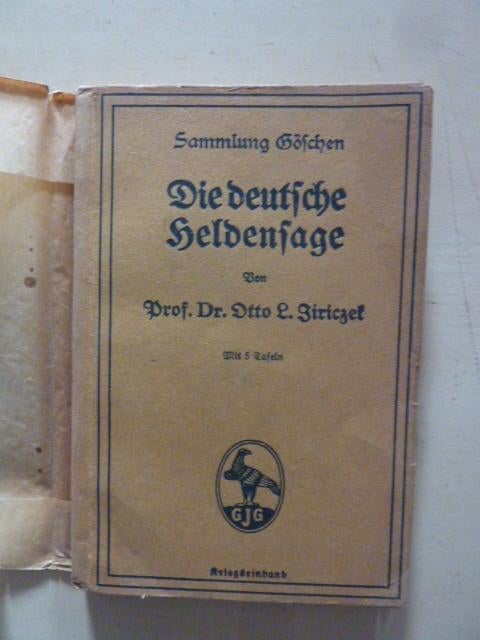 Sammlung Göschen
Die deutsche
Heldensage
Von
Prof. Dr. Otto L. Jiriczek
Mit 5 Tafeln
GJG
Kriegseinband